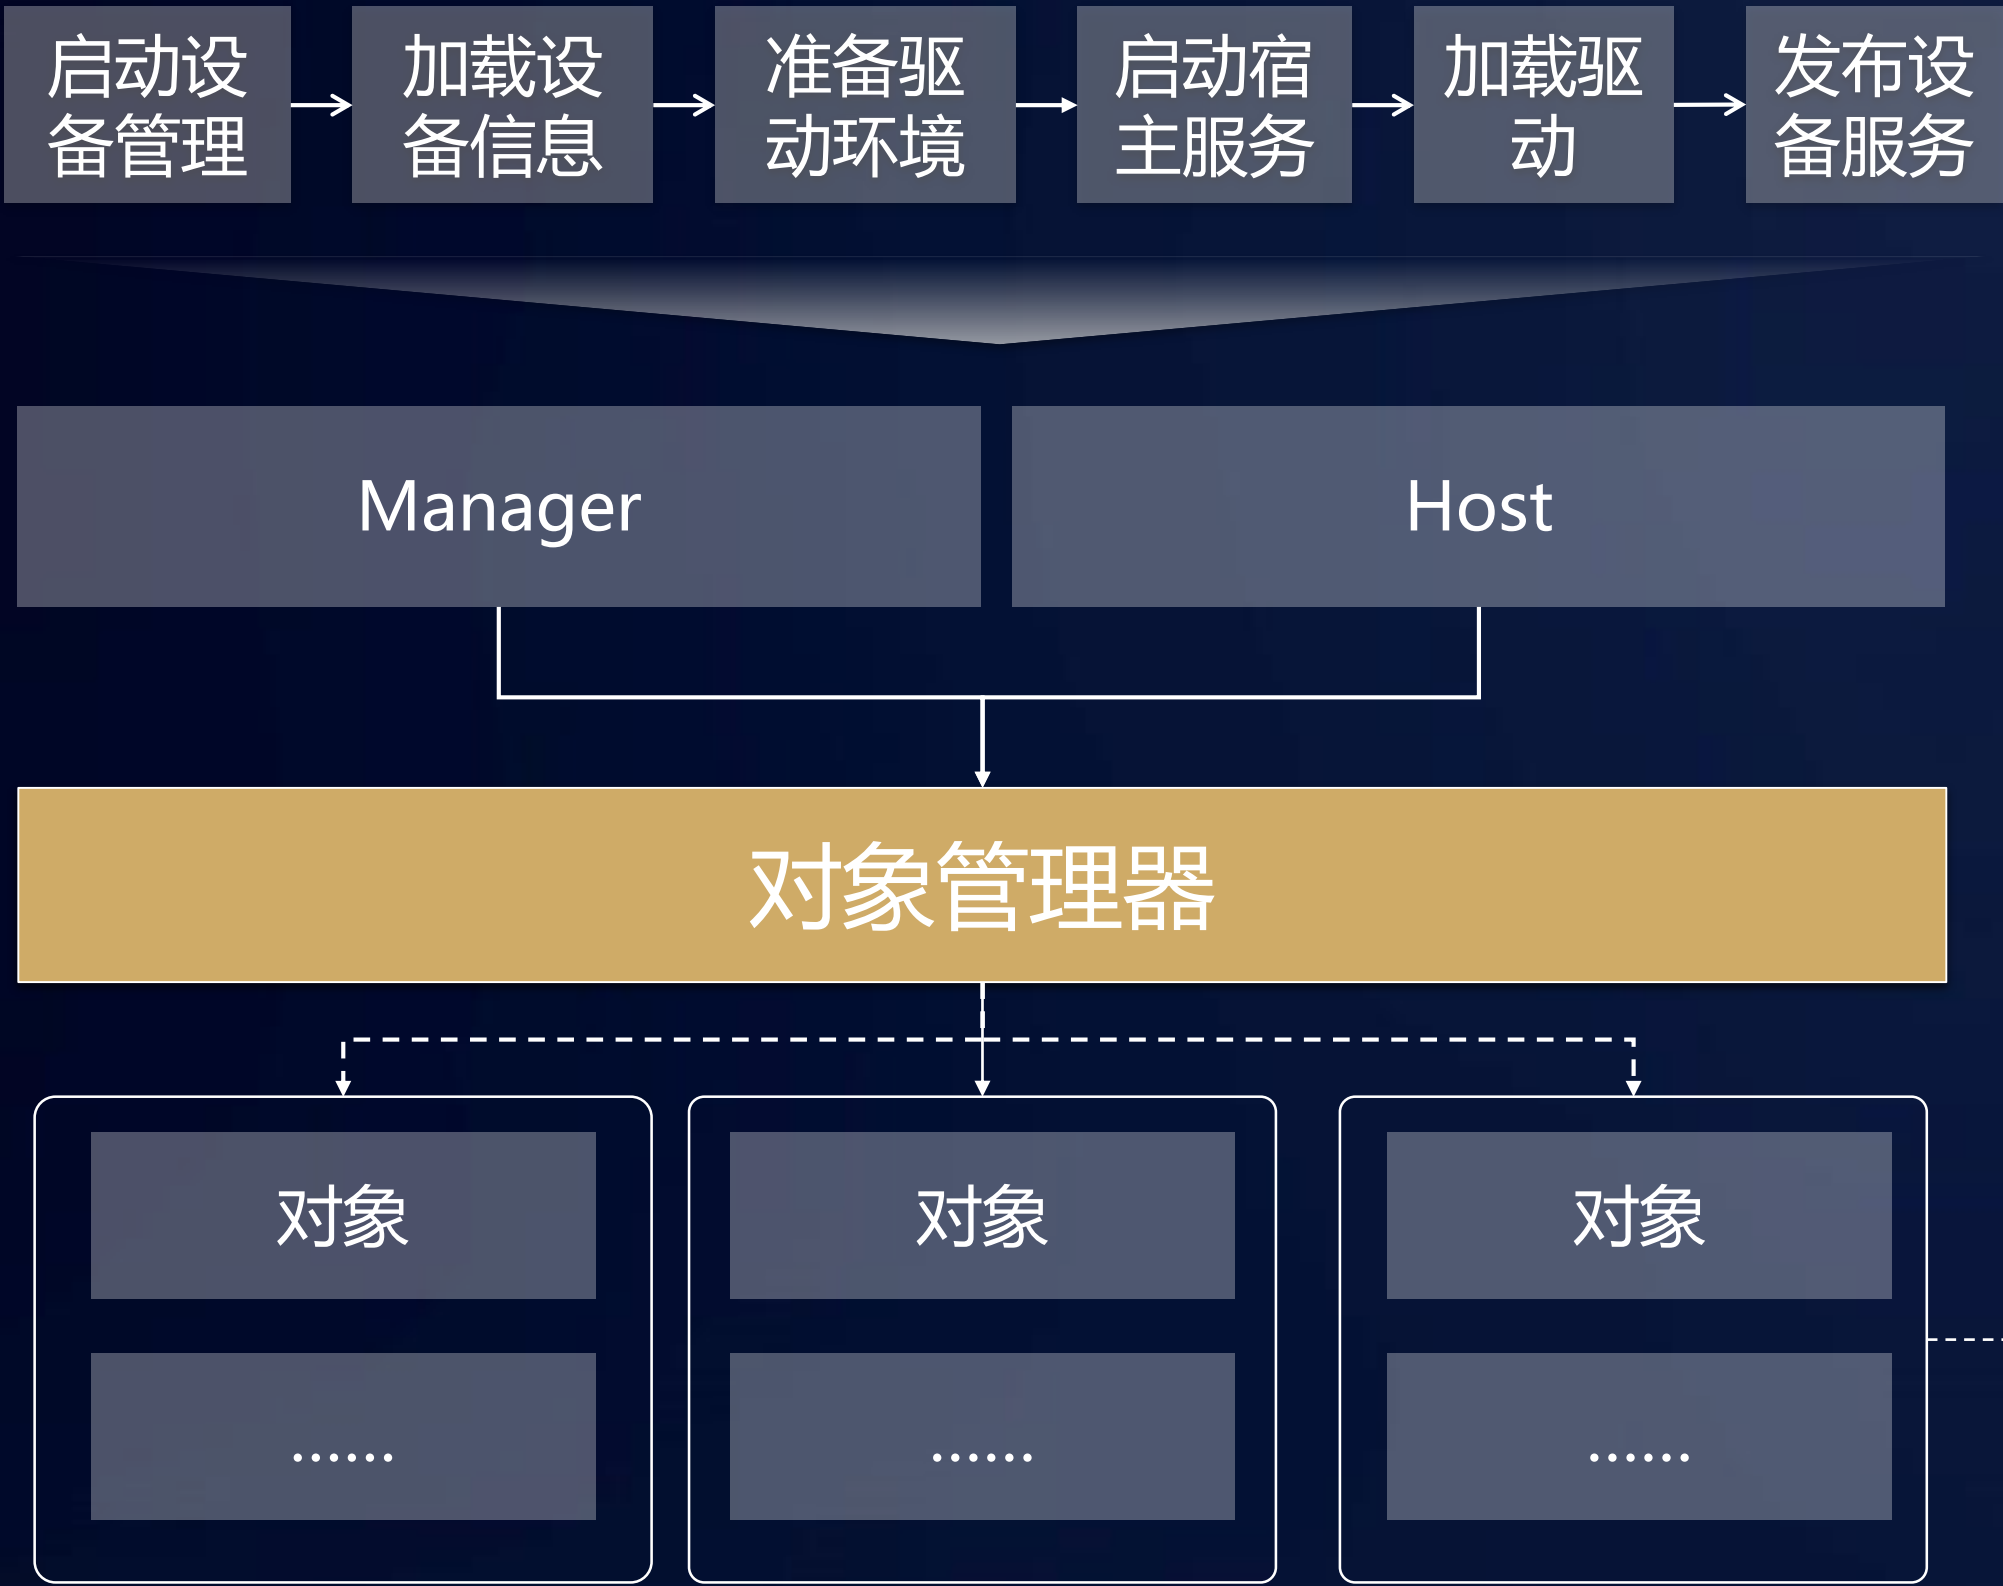 启动设
备管理
加载设
备信息
准备驱
动环境
启动宿
主服务
加载驱
动
发布设
备服务
Manager
Host
对象管理器
对象
对象
对象
……
……
……